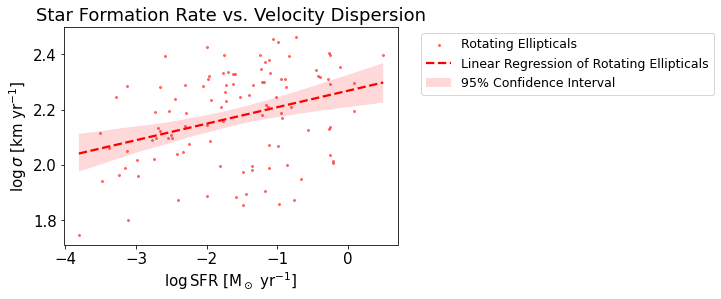 Star Formation Rate vs. Velocity Dispersion
2.4
2.2
2.0
1.8
log σ [km yr⁻¹]
−4 −3 −2 −1 0
log SFR [M_⊙ yr⁻¹]
Rotating Ellipticals
Linear Regression of Rotating Ellipticals
95% Confidence Interval